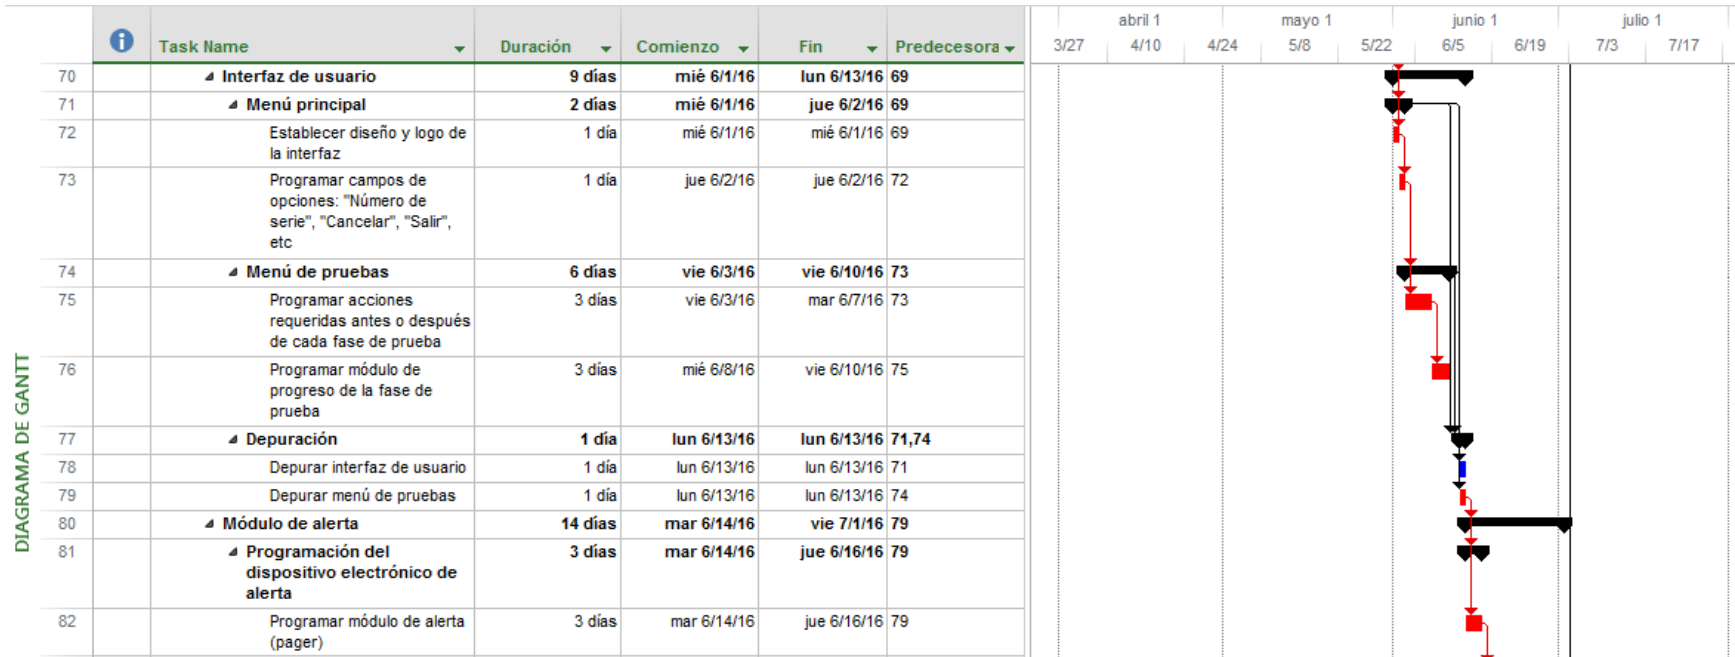 abril 1 mayo 1 junio 1 julio 1
Task Name Duración Comienzo Fin Predecesora 3/27 4/10 4/24 5/8 5/22 6/5 6/19 7/3 7/17
70 Interfaz de usuario 9 días mié 6/1/16 lun 6/13/16 69
71 Menú principal 2 días mié 6/1/16 jue 6/2/16 69
72 Establecer diseño y logo de 1 día mié 6/1/16 mié 6/1/16 69
la interfaz
73 Programar campos de 1 día jue 6/2/16 jue 6/2/16 72
opciones: "Número de
serie", "Cancelar", "Salir",
etc
74 Menú de pruebas 6 días vie 6/3/16 vie 6/10/16 73
75 Programar acciones 3 días vie 6/3/16 mar 6/7/16 73
requeridas antes o después
de cada fase de prueba
76 Programar módulo de 3 días mié 6/8/16 vie 6/10/16 75
progreso de la fase de
prueba
77 Depuración 1 día lun 6/13/16 lun 6/13/16 71,74
78 Depurar interfaz de usuario 1 día lun 6/13/16 lun 6/13/16 71
79 Depurar menú de pruebas 1 día lun 6/13/16 lun 6/13/16 74
80 Módulo de alerta 14 días mar 6/14/16 vie 7/1/16 79
81 Programación del 3 días mar 6/14/16 jue 6/16/16 79
dispositivo electrónico de
alerta
82 Programar módulo de alerta 3 días mar 6/14/16 jue 6/16/16 79
(pager)
DIAGRAMA DE GANTT